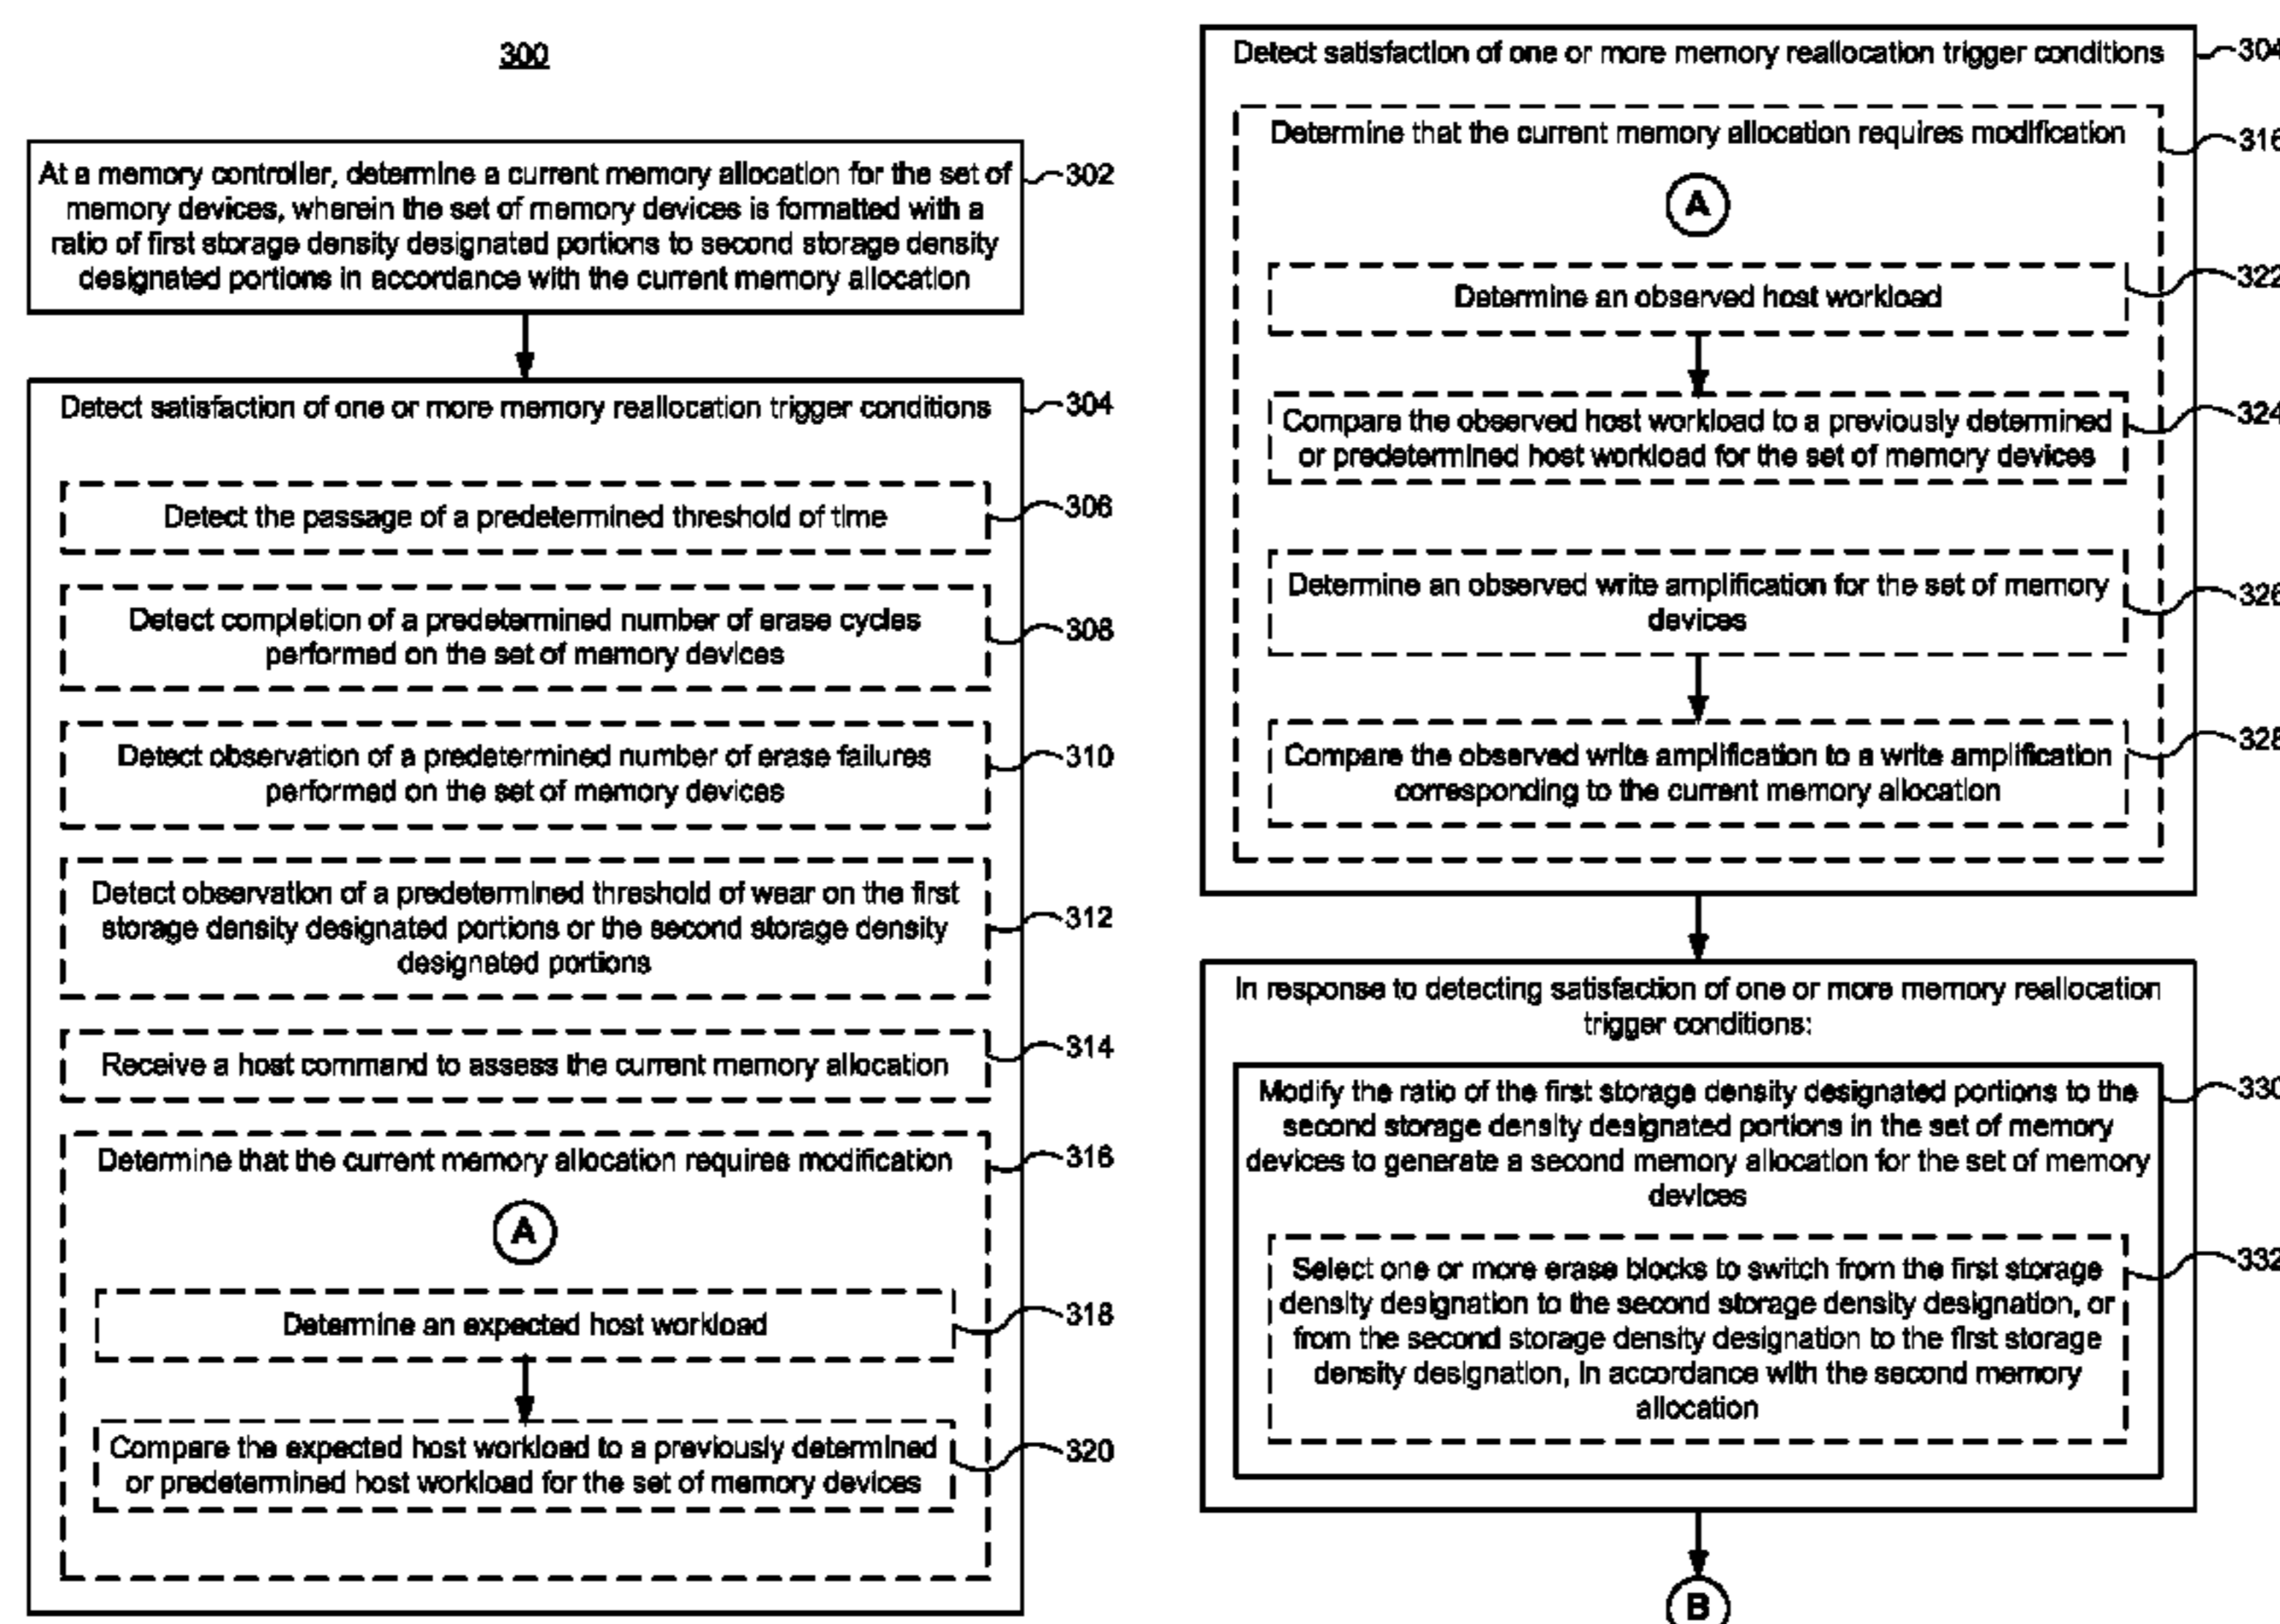 300
At a memory controller, determine a current memory allocation for the set of
memory devices, wherein the set of memory devices is formatted with a
ratio of first storage density designated portions to second storage density
designated portions in accordance with the current memory allocation
302
Detect satisfaction of one or more memory reallocation trigger conditions
304
Detect the passage of a predetermined threshold of time
306
Detect completion of a predetermined number of erase cycles
performed on the set of memory devices
308
Detect observation of a predetermined number of erase failures
performed on the set of memory devices
310
Detect observation of a predetermined threshold of wear on the first
storage density designated portions or the second storage density
designated portions
312
Receive a host command to assess the current memory allocation
314
Determine that the current memory allocation requires modification
316
A
Determine an expected host workload
318
Compare the expected host workload to a previously determined
or predetermined host workload for the set of memory devices
320
Detect satisfaction of one or more memory reallocation trigger conditions
304
Determine that the current memory allocation requires modification
316
A
Determine an observed host workload
322
Compare the observed host workload to a previously determined
or predetermined host workload for the set of memory devices
324
Determine an observed write amplification for the set of memory
devices
326
Compare the observed write amplification to a write amplification
corresponding to the current memory allocation
328
In response to detecting satisfaction of one or more memory reallocation
trigger conditions:
Modify the ratio of the first storage density designated portions to the
second storage density designated portions in the set of memory
devices to generate a second memory allocation for the set of memory
devices
330
Select one or more erase blocks to switch from the first storage
density designation to the second storage density designation, or
from the second storage density designation to the first storage
density designation, in accordance with the second memory
allocation
332
B